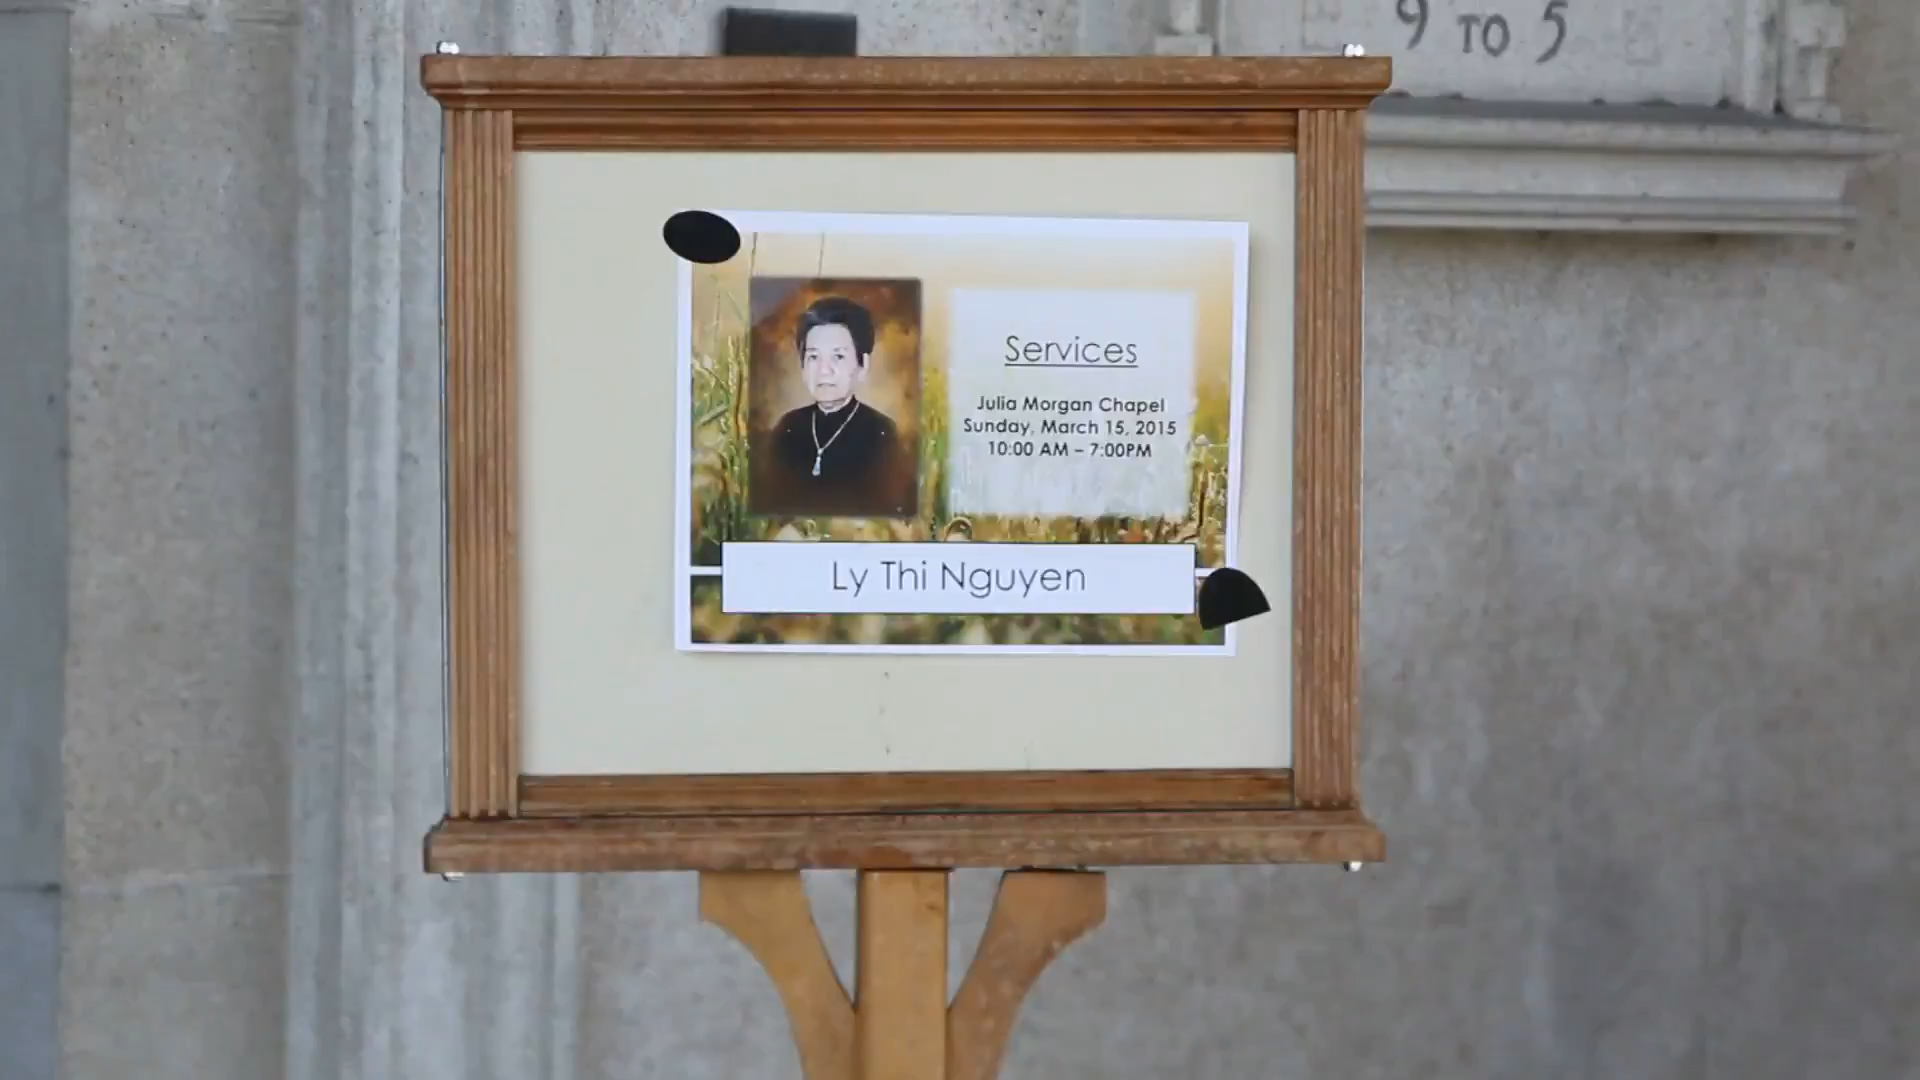 9 TO 5
Services
Julia Morgan Chapel
Sunday, March 15, 2015
10:00 AM – 7:00PM
Ly Thi Nguyen